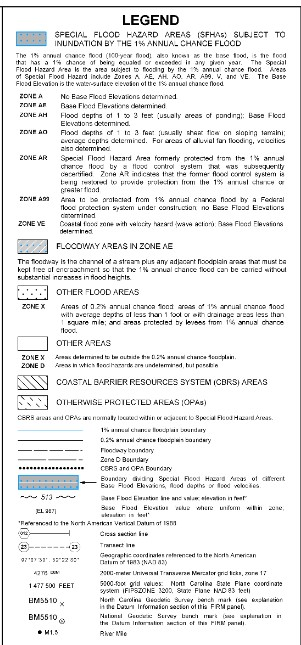 LEGEND
SPECIAL FLOOD HAZARD AREAS (SFHAs) SUBJECT TO
INUNDATION BY THE 1% ANNUAL CHANCE FLOOD
The 1% annual chance flood (100-year flood), also known as the base flood, is the flood
that has a 1% chance of being equaled or exceeded in any given year. The Special
Flood Hazard Area is the area subject to flooding by the 1% annual chance flood. Areas
of Special Flood Hazard include Zones A, AE, AH, AO, AR, A99, V, and VE. The Base
Flood Elevation is the water-surface elevation of the 1% annual chance flood.
ZONE A No Base Flood Elevations determined.
ZONE AE Base Flood Elevations determined.
ZONE AH Flood depths of 1 to 3 feet (usually areas of ponding); Base Flood
Elevations determined.
ZONE AO Flood depths of 1 to 3 feet (usually sheet flow on sloping terrain);
average depths determined. For areas of alluvial fan flooding, velocities
also determined.
ZONE AR Special Flood Hazard Area formerly protected from the 1% annual
chance flood by a flood control system that was subsequently
decertified. Zone AR indicates that the former flood control system is
being restored to provide protection from the 1% annual chance or
greater flood.
ZONE A99 Area to be protected from 1% annual chance flood by a Federal
flood protection system under construction; no Base Flood Elevations
determined.
ZONE VE Coastal flood zone with velocity hazard (wave action); Base Flood Elevations
determined.
FLOODWAY AREAS IN ZONE AE
The floodway is the channel of a stream plus any adjacent floodplain areas that must be
kept free of encroachment so that the 1% annual chance flood can be carried without
substantial increases in flood heights.
OTHER FLOOD AREAS
ZONE X Areas of 0.2% annual chance flood; areas of 1% annual chance flood
with average depths of less than 1 foot or with drainage areas less than
1 square mile; and areas protected by levees from 1% annual chance
flood.
OTHER AREAS
ZONE X Areas determined to be outside the 0.2% annual chance floodplain.
ZONE D Areas in which flood hazards are undetermined, but possible.
COASTAL BARRIER RESOURCES SYSTEM (CBRS) AREAS
OTHERWISE PROTECTED AREAS (OPAs)
CBRS areas and OPAs are normally located within or adjacent to Special Flood Hazard Areas.
1% annual chance floodplain boundary
0.2% annual chance floodplain boundary
Floodway boundary
Zone D Boundary
CBRS and OPA Boundary
Boundary dividing Special Flood Hazard Areas of different
Base Flood Elevations, flood depths or flood velocities.
513 Base Flood Elevation line and value; elevation in feet*
(EL 987) Base Flood Elevation value where uniform within zone;
elevation in feet*
*Referenced to the North American Vertical Datum of 1988
Cross section line
23 23 Transect line
Geographic coordinates referenced to the North American
Datum of 1983 (NAD 83)
2000-meter Universal Transverse Mercator grid ticks, zone 17
1 477 500 FEET 5000-foot grid values: North Carolina State Plane coordinate
system (FIPSZONE 3200, State Plane NAD 83 feet)
BM5510 North Carolina Geodetic Survey bench mark (see explanation
in the Datum Information section of this FIRM panel).
BM5510 National Geodetic Survey bench mark (see explanation in
the Datum Information section of this FIRM panel).
M1.5 River Mile